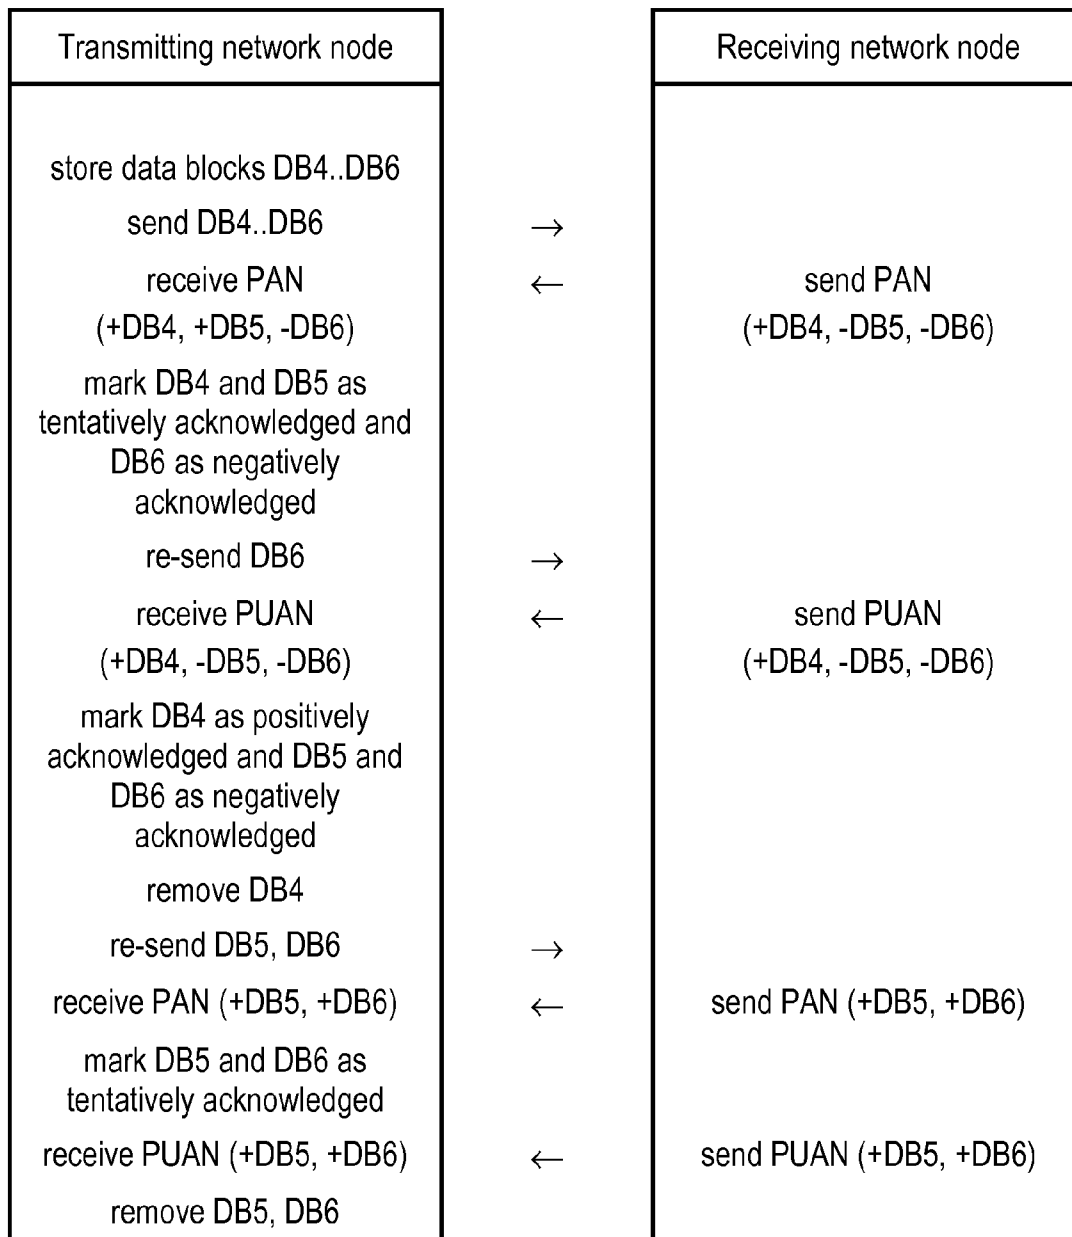 Transmitting network node
Receiving network node
store data blocks DB4..DB6
send DB4..DB6 →
receive PAN ← send PAN
(+DB4, +DB5, -DB6) (+DB4, -DB5, -DB6)
mark DB4 and DB5 as
tentatively acknowledged and
DB6 as negatively
acknowledged
re-send DB6 →
receive PUAN ← send PUAN
(+DB4, -DB5, -DB6) (+DB4, -DB5, -DB6)
mark DB4 as positively
acknowledged and DB5 and
DB6 as negatively
acknowledged
remove DB4
re-send DB5, DB6 →
receive PAN (+DB5, +DB6) ← send PAN (+DB5, +DB6)
mark DB5 and DB6 as
tentatively acknowledged
receive PUAN (+DB5, +DB6) ← send PUAN (+DB5, +DB6)
remove DB5, DB6